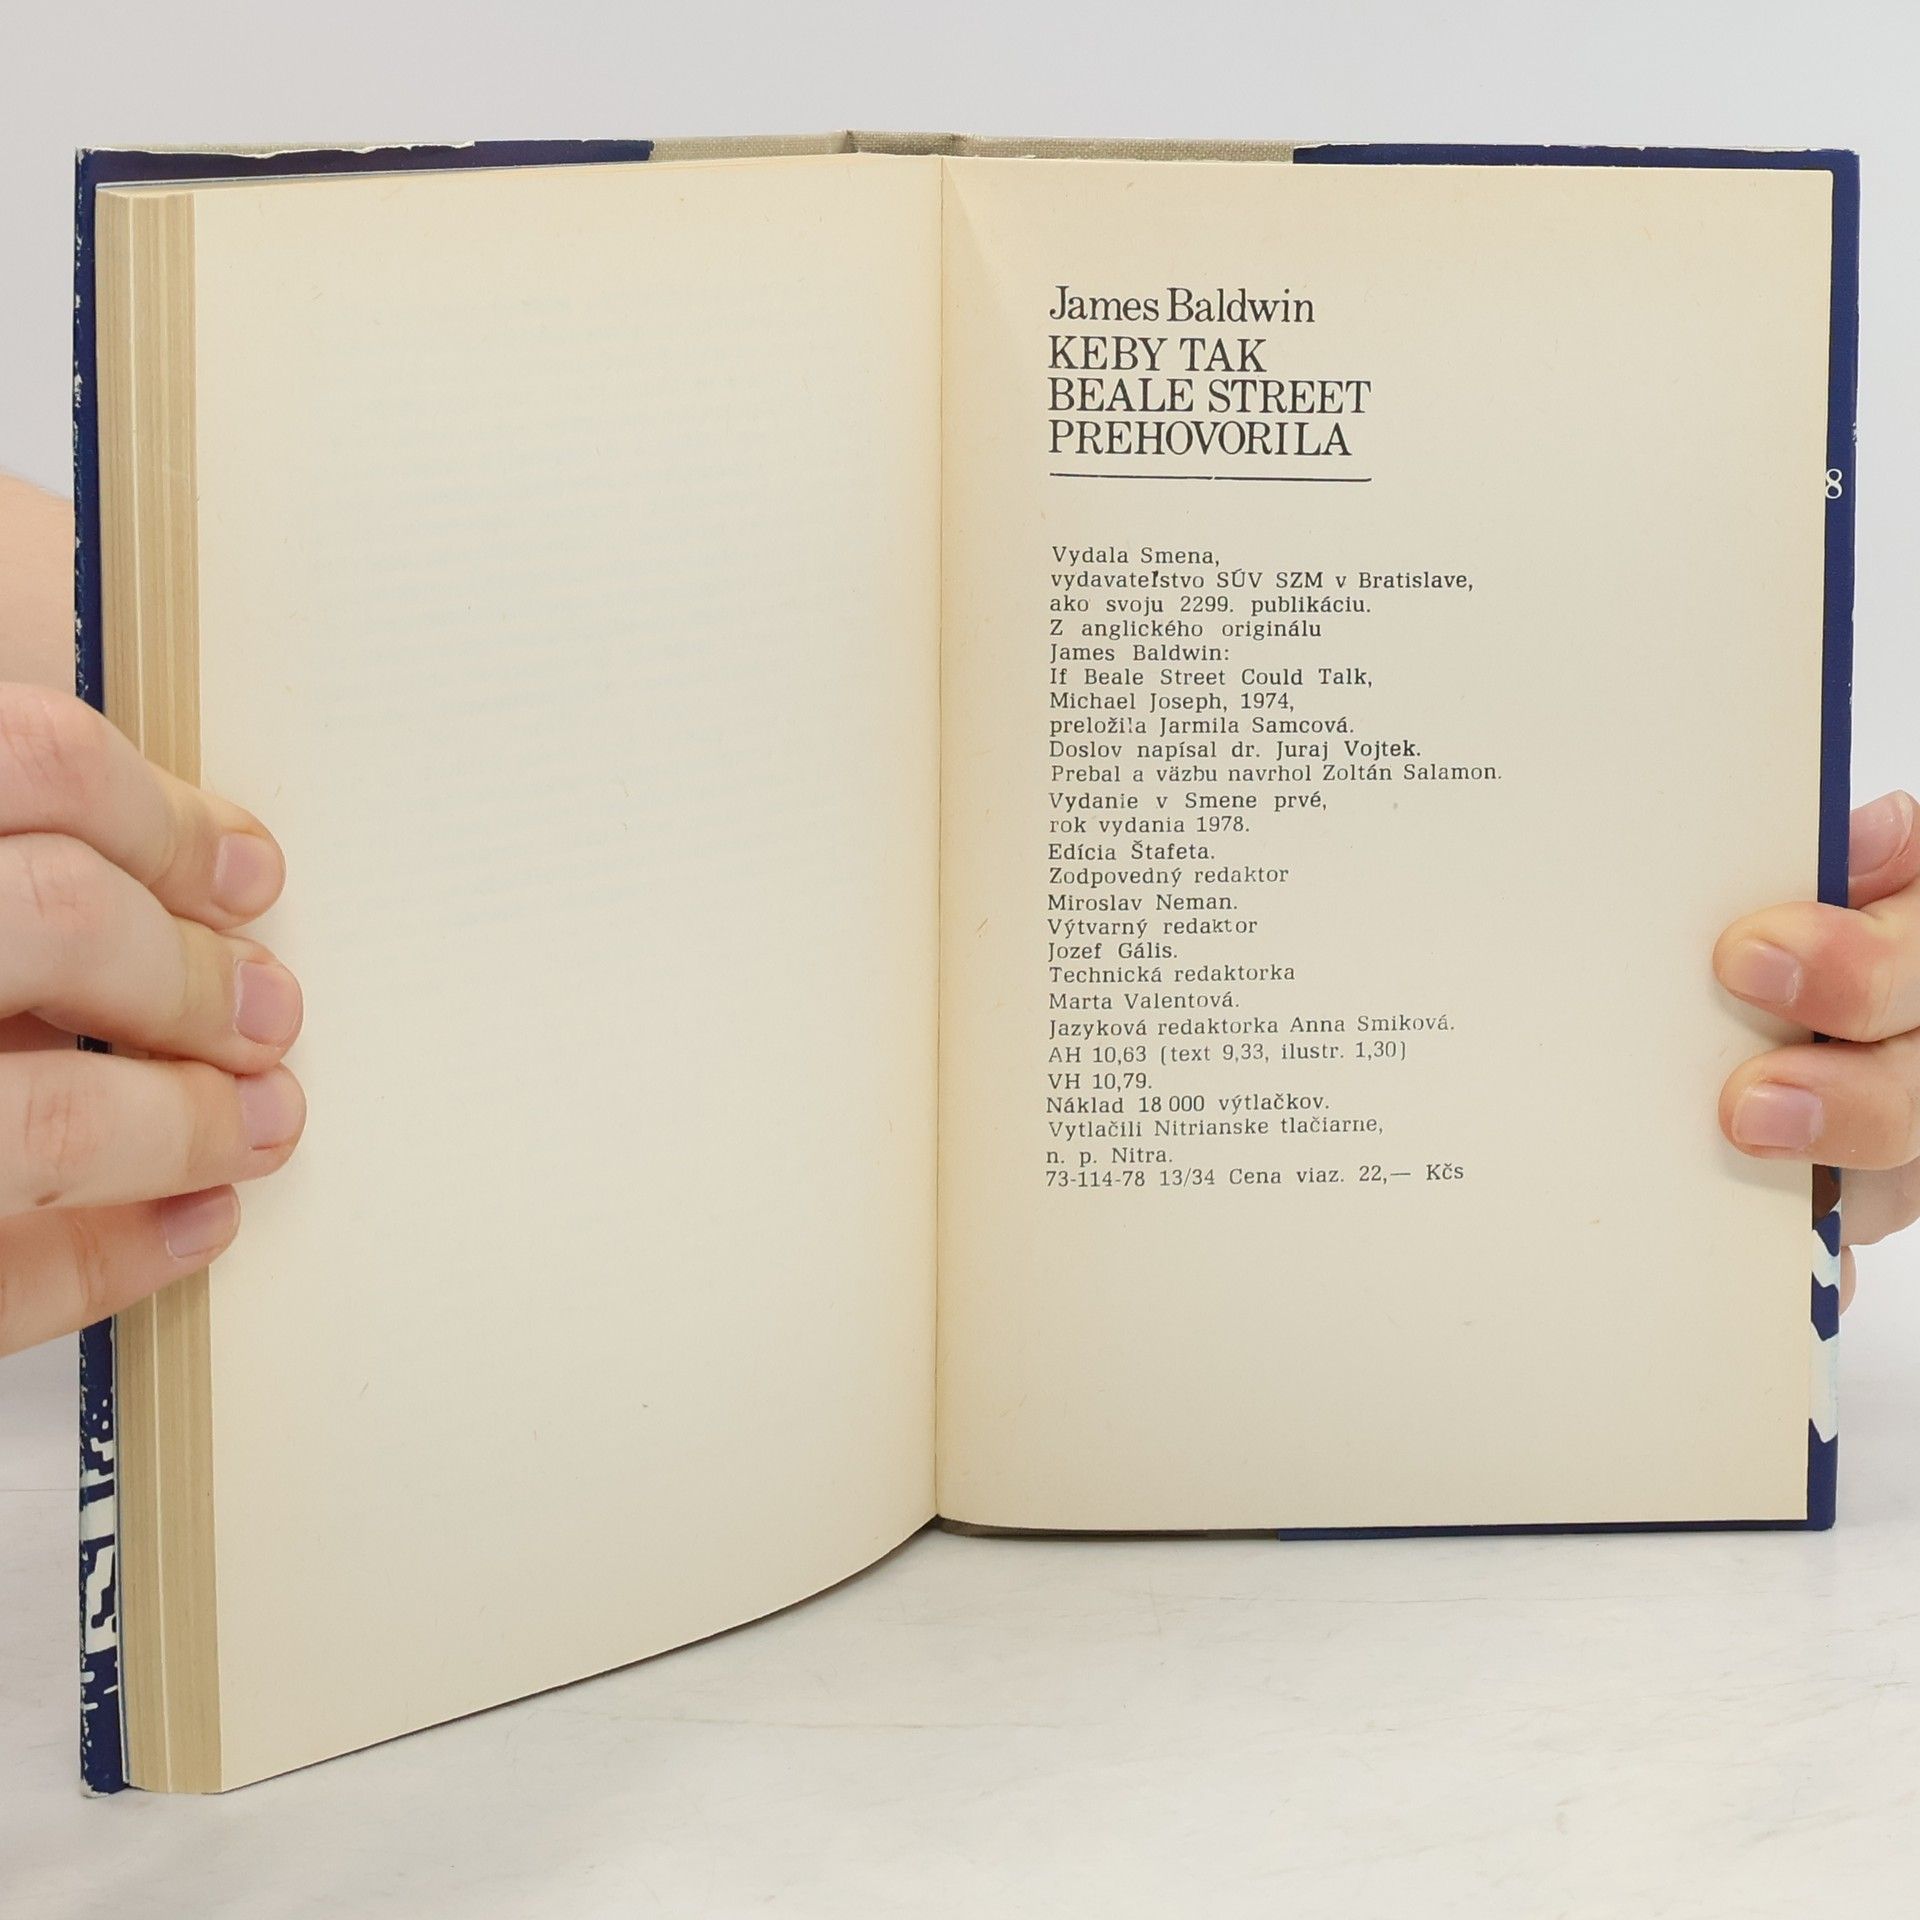 James Baldwin
KEBY TAK
BEALE STREET
PREHOVORILA
8
Vydala Smena,
vydavateľstvo SÚV SZM v Bratislave,
ako svoju 2299. publikáciu.
Z anglického originálu
James Baldwin:
If Beale Street Could Talk,
Michael Joseph, 1974,
preložila Jarmila Samcová.
Doslov napísal dr. Juraj Vojtek.
Prebal a väzbu navrhol Zoltán Salamon.
Vydanie v Smene prvé,
rok vydania 1978.
Edícia Štafeta.
Zodpovedný redaktor
Miroslav Neman.
Výtvarný redaktor
Jozef Gális.
Technická redaktorka
Marta Valentová.
Jazyková redaktorka Anna Smiková.
AH 10,63 (text 9,33, ilustr. 1,30)
VH 10,79.
Náklad 18 000 výtlačkov.
Vytlačili Nitrianske tlačiarne,
n. p. Nitra.
73-114-78 13/34 Cena viaz. 22,— Kčs